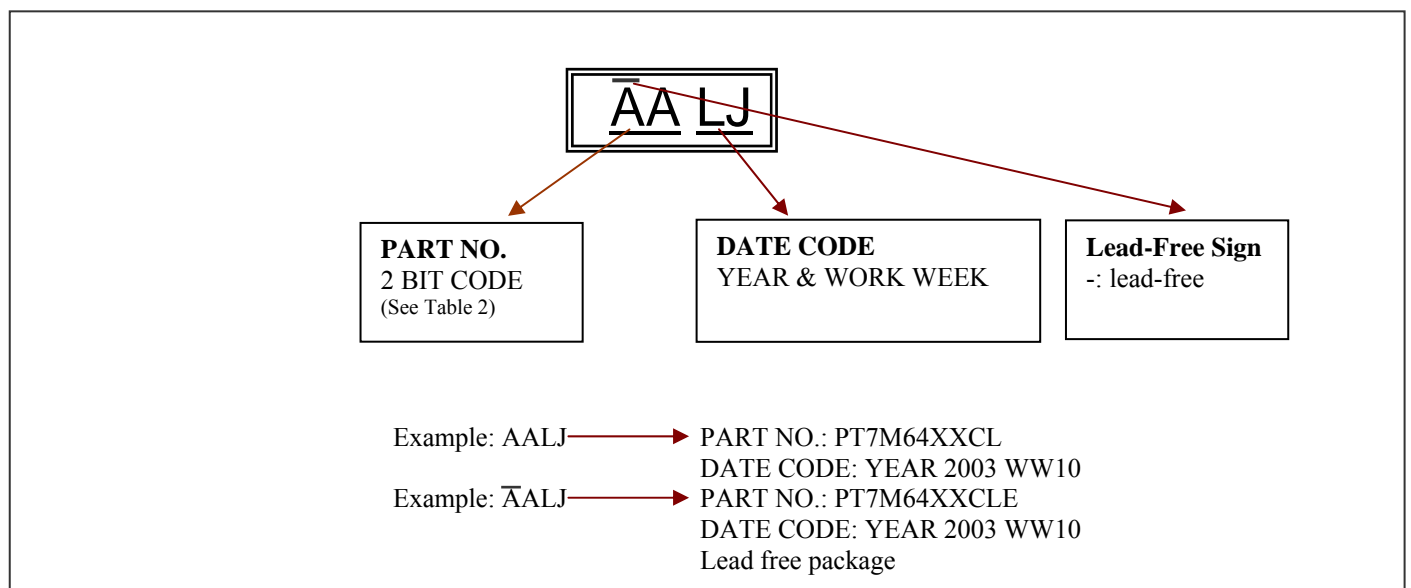 A̅A LJ
PART NO.
2 BIT CODE
(See Table 2)
DATE CODE
YEAR & WORK WEEK
Lead-Free Sign
-: lead-free
Example: AALJ PART NO.: PT7M64XXCL
DATE CODE: YEAR 2003 WW10
Example: A̅ALJ PART NO.: PT7M64XXCLE
DATE CODE: YEAR 2003 WW10
Lead free package